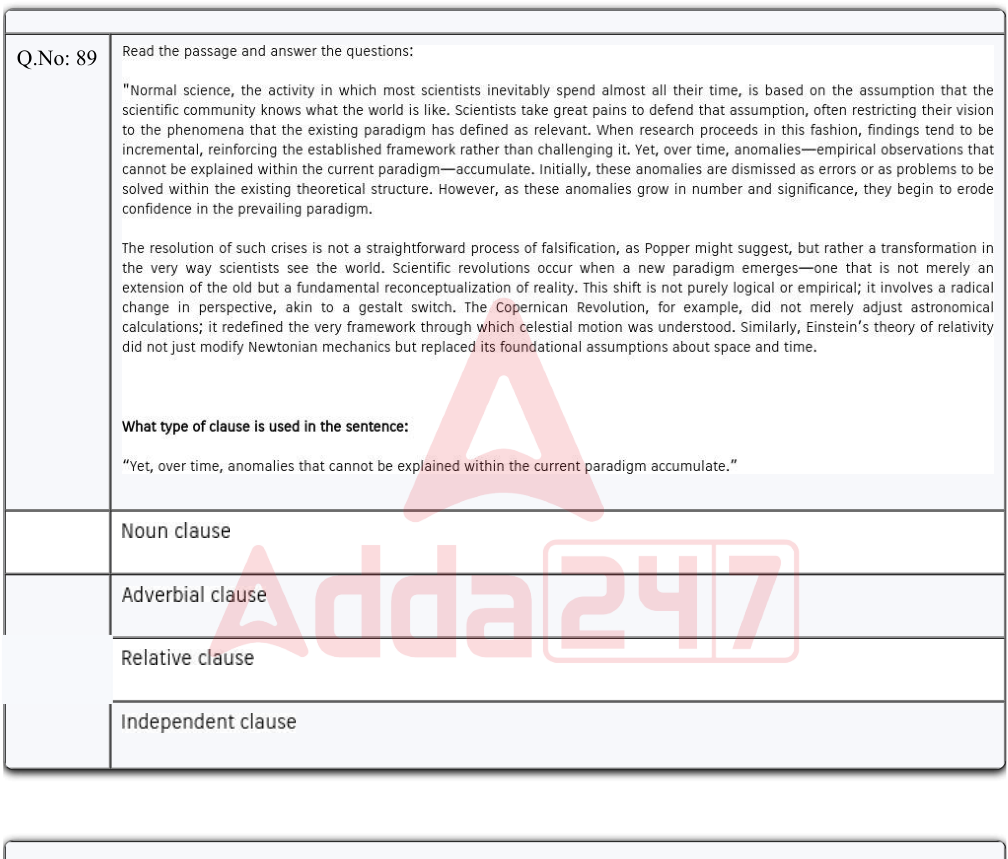 Q.No: 89
Read the passage and answer the questions:
"Normal science, the activity in which most scientists inevitably spend almost all their time, is based on the assumption that the
scientific community knows what the world is like. Scientists take great pains to defend that assumption, often restricting their vision
to the phenomena that the existing paradigm has defined as relevant. When research proceeds in this fashion, findings tend to be
incremental, reinforcing the established framework rather than challenging it. Yet, over time, anomalies—empirical observations that
cannot be explained within the current paradigm—accumulate. Initially, these anomalies are dismissed as errors or as problems to be
solved within the existing theoretical structure. However, as these anomalies grow in number and significance, they begin to erode
confidence in the prevailing paradigm.
The resolution of such crises is not a straightforward process of falsification, as Popper might suggest, but rather a transformation in
the very way scientists see the world. Scientific revolutions occur when a new paradigm emerges—one that is not merely an
extension of the old but a fundamental reconceptualization of reality. This shift is not purely logical or empirical; it involves a radical
change in perspective, akin to a gestalt switch. The Copernican Revolution, for example, did not merely adjust astronomical
calculations; it redefined the very framework through which celestial motion was understood. Similarly, Einstein's theory of relativity
did not just modify Newtonian mechanics but replaced its foundational assumptions about space and time.
What type of clause is used in the sentence:
“Yet, over time, anomalies that cannot be explained within the current paradigm accumulate.”
Noun clause
Adverbial clause
Relative clause
Independent clause
Adda247